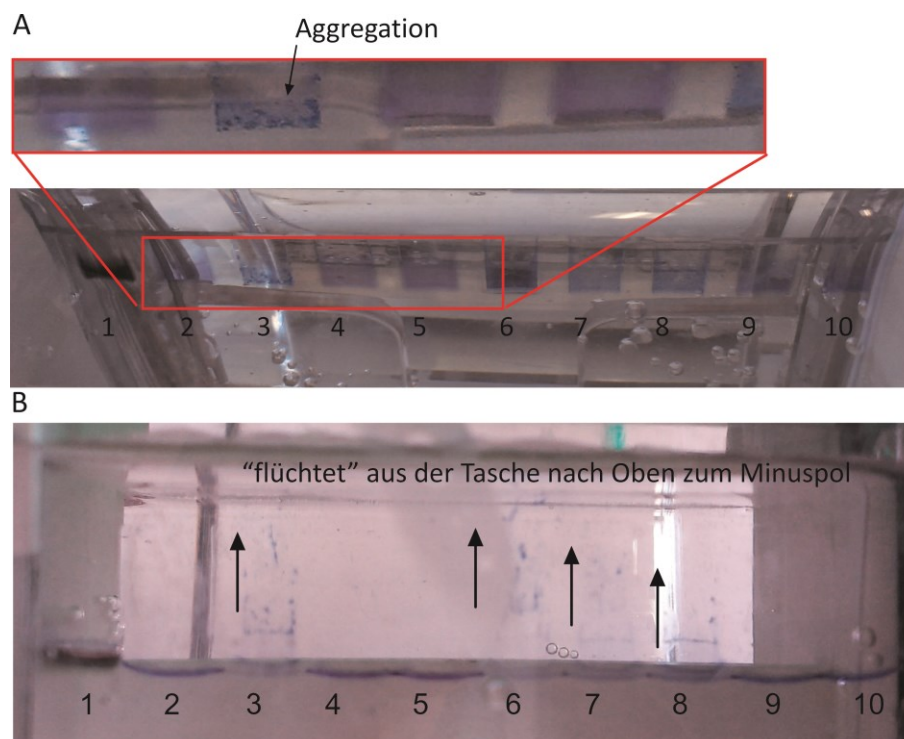 A
Aggregation
1 2 3 4 5 6 7 8 9 10
B
“flüchtet” aus der Tasche nach Oben zum Minuspol
1 2 3 4 5 6 7 8 9 10